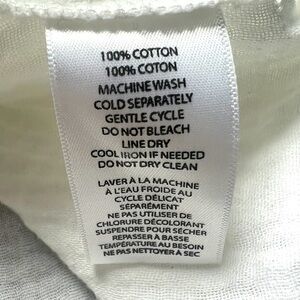 100% COTTON
100% COTON
MACHINE WASH
COLD SEPARATELY
GENTLE CYCLE
DO NOT BLEACH
LINE DRY
COOL IRON IF NEEDED
DO NOT DRY CLEAN
LAVER À LA MACHINE
À L'EAU FROIDE AU
CYCLE DÉLICAT
SÉPARÉMENT
NE PAS UTILISER DE
CHLORURE DÉCOLORANT
SUSPENDRE POUR SÉCHER
REPASSER À BASSE
TEMPÉRATURE AU BESOIN
NE PAS NETTOYER À SEC